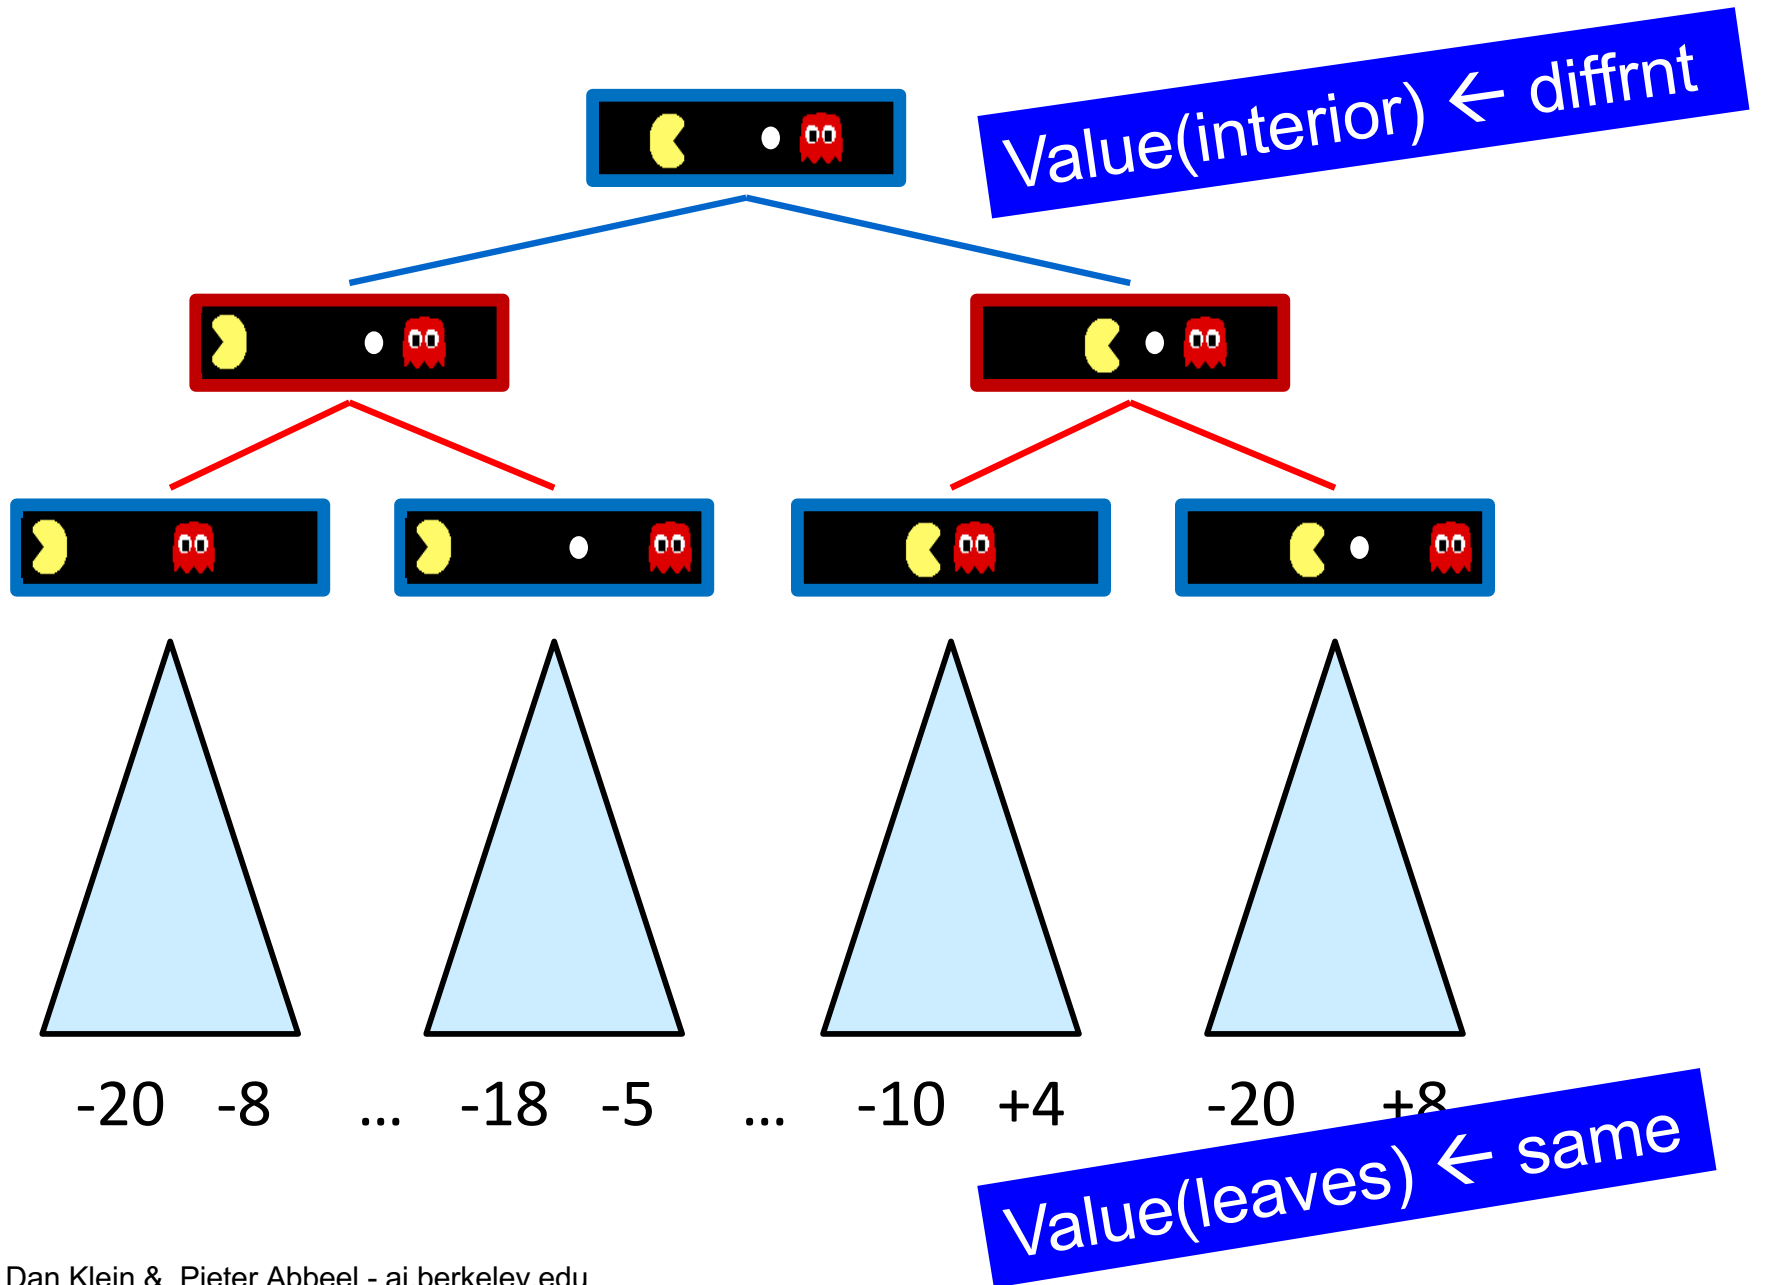 Value(interior) ← diffrnt
-20 -8 ... -18 -5 ... -10 +4 -20 +8
Value(leaves) ← same
Dan Klein & Pieter Abbeel - ai berkeley edu